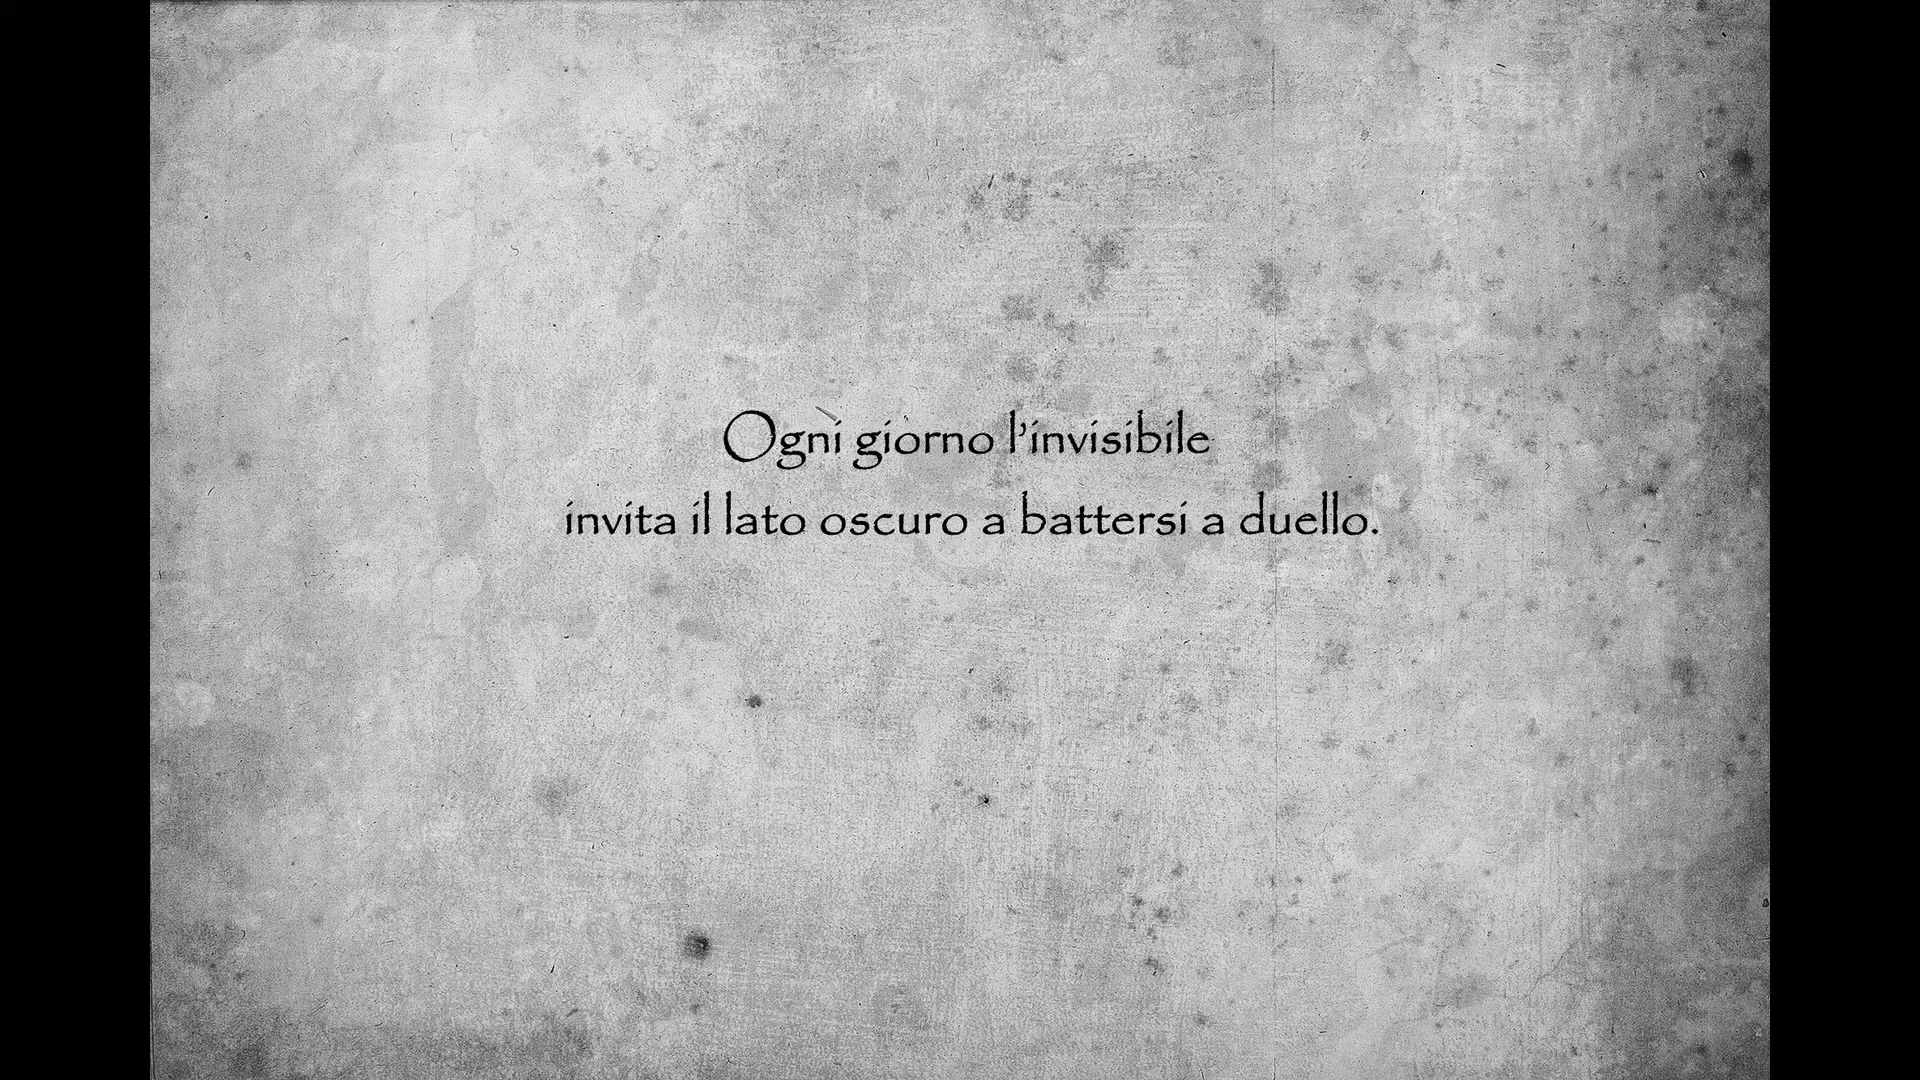 Ogni giorno l’invisibile
invita il lato oscuro a battersi a duello.